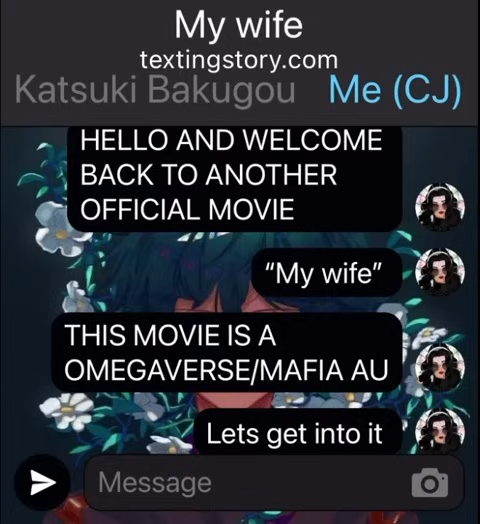 My wife
textingstory.com
Katsuki Bakugou Me (CJ)
HELLO AND WELCOME
BACK TO ANOTHER
OFFICIAL MOVIE
“My wife”
THIS MOVIE IS A
OMEGAVERSE/MAFIA AU
Lets get into it
Message